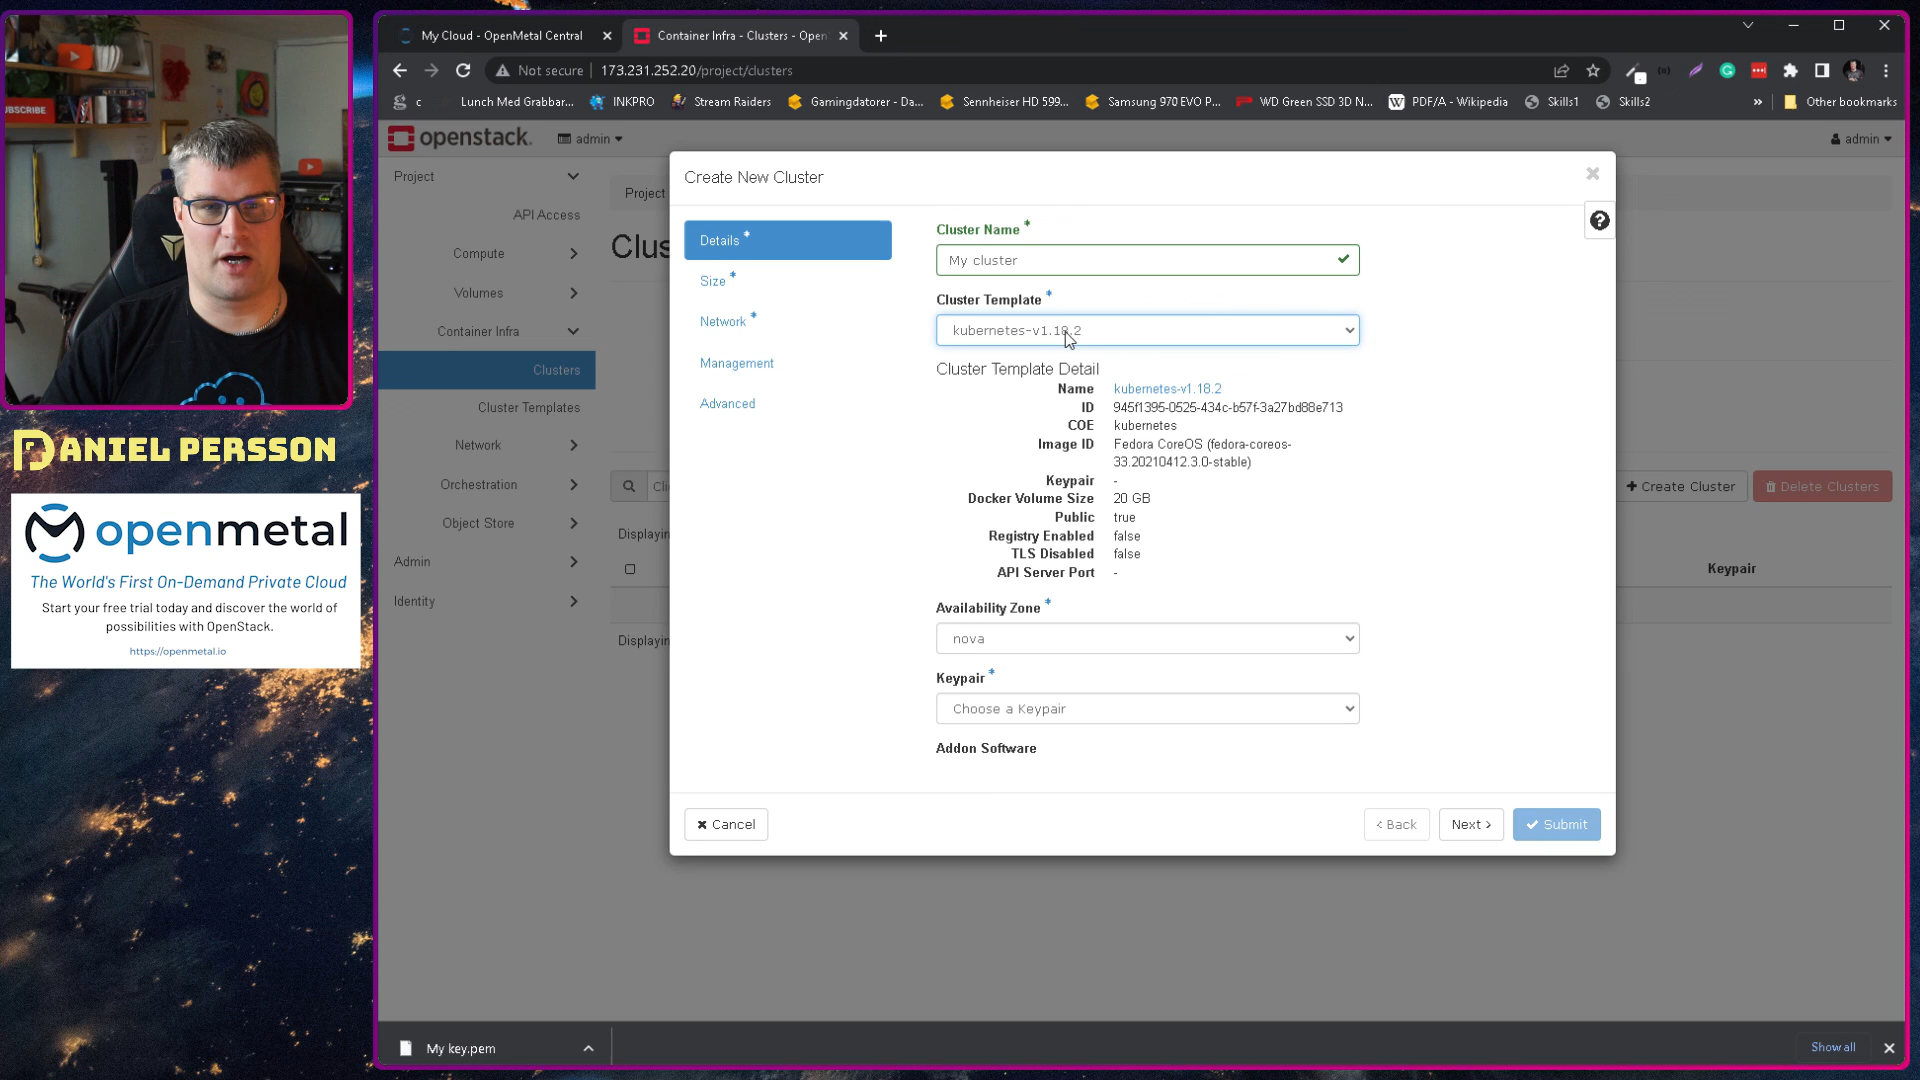 My Cloud - OpenMetal Central
Container Infra - Clusters - Open
Not secure
173.231.252.20/project/clusters
c
Lunch Med Grabbar...
INKPRO
Stream Raiders
Gamingdatorer - Da...
Sennheiser HD 599...
Samsung 970 EVO P...
WD Green SSD 3D N...
PDF/A - Wikipedia
Skills1
Skills2
»
Other bookmarks
openstack.
admin
admin
Project
API Access
Compute
Volumes
Container Infra
Clusters
Cluster Templates
Network
Orchestration
Object Store
Admin
Identity
Project
Clus
Cli
Displayin
Displayin
+ Create Cluster
Delete Clusters
Keypair
Create New Cluster
Details *
Size *
Network *
Management
Advanced
Cluster Name *
My cluster
Cluster Template *
kubernetes-v1.18.2
Cluster Template Detail
Name kubernetes-v1.18.2
ID 945f1395-0525-434c-b57f-3a27bd88e713
COE kubernetes
Image ID Fedora CoreOS (fedora-coreos-
33.20210412.3.0-stable)
Keypair -
Docker Volume Size 20 GB
Public true
Registry Enabled false
TLS Disabled false
API Server Port -
Availability Zone *
nova
Keypair *
Choose a Keypair
Addon Software
Cancel
< Back
Next >
Submit
My key.pem
Show all
SUBSCRIBE
DANIEL PERSSON
openmetal
The World's First On-Demand Private Cloud
Start your free trial today and discover the world of
possibilities with OpenStack.
https://openmetal.io